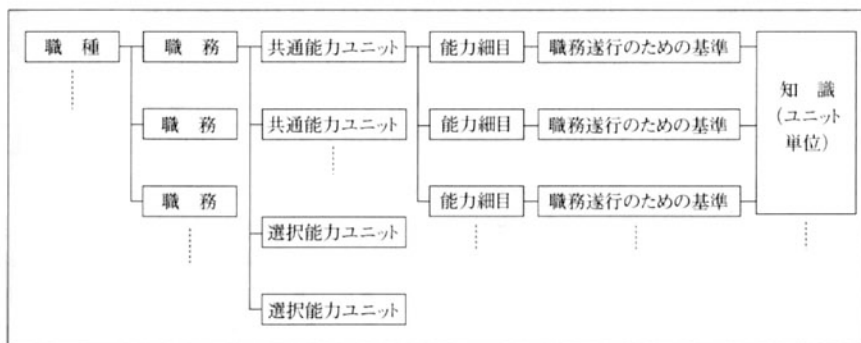 職種
職務
共通能力ユニット
能力細目
職務遂行のための基準
知識
(ユニット
単位)
職務
共通能力ユニット
能力細目
職務遂行のための基準
職務
能力細目
職務遂行のための基準
選択能力ユニット
選択能力ユニット